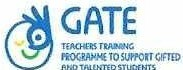 GATE
TEACHERS TRAINING
PROGRAMME TO SUPPORT GIFTED
AND TALENTED STUDENTS